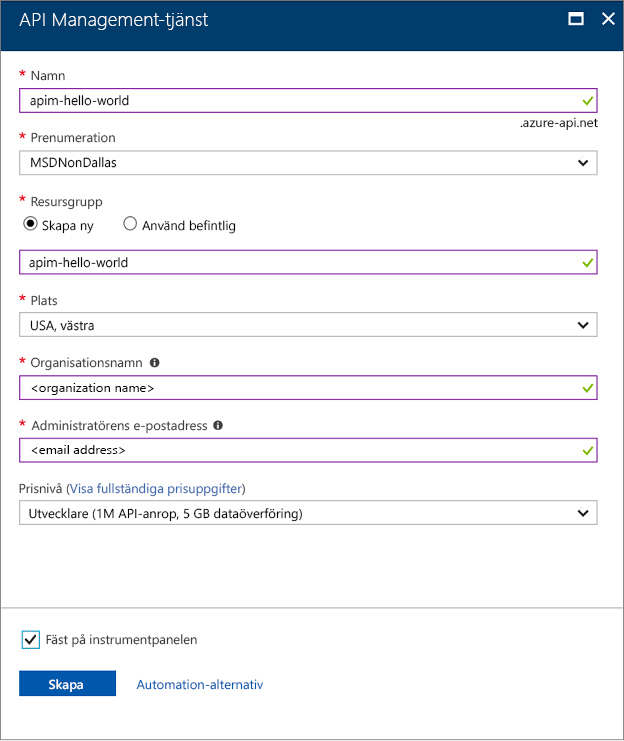 API Management-tjänst
* Namn
apim-hello-world
.azure-api.net
* Prenumeration
MSDNonDallas
* Resursgrupp
Skapa ny Använd befintlig
apim-hello-world
* Plats
USA, västra
* Organisationsnamn
<organization name>
* Administratörens e-postadress
<email address>
Prisnivå (Visa fullständiga prisuppgifter)
Utvecklare (1M API-anrop, 5 GB dataöverföring)
Fäst på instrumentpanelen
Skapa Automation-alternativ